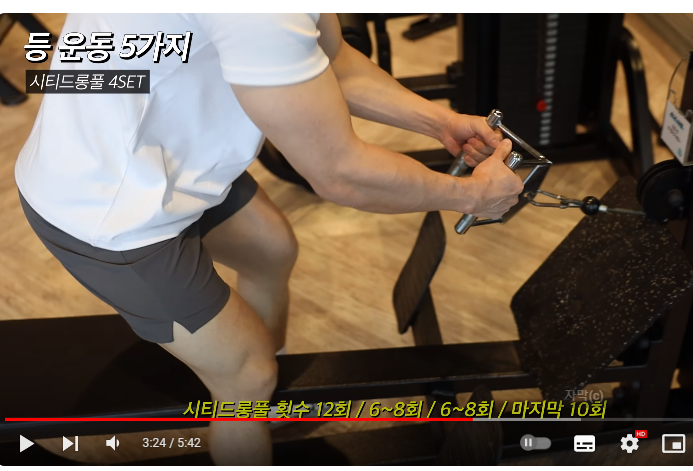 등 운동 5가지
시티드롱풀 4SET
자막(c)
시티드롱풀 횟수 12회 / 6~8회 / 6~8회 / 마지막 10회
3:24 / 5:42
HD